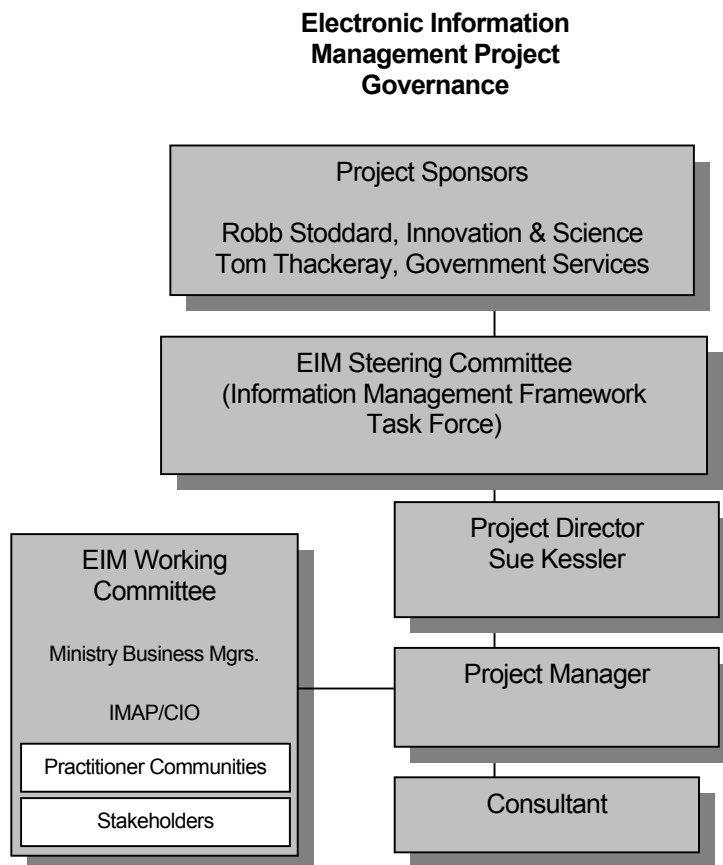 Electronic Information
Management Project
Governance
Project Sponsors
Robb Stoddard, Innovation & Science
Tom Thackeray, Government Services
EIM Steering Committee
(Information Management Framework
Task Force)
Project Director
Sue Kessler
EIM Working
Committee
Ministry Business Mgrs.
IMAP/CIO
Practitioner Communities
Stakeholders
Project Manager
Consultant